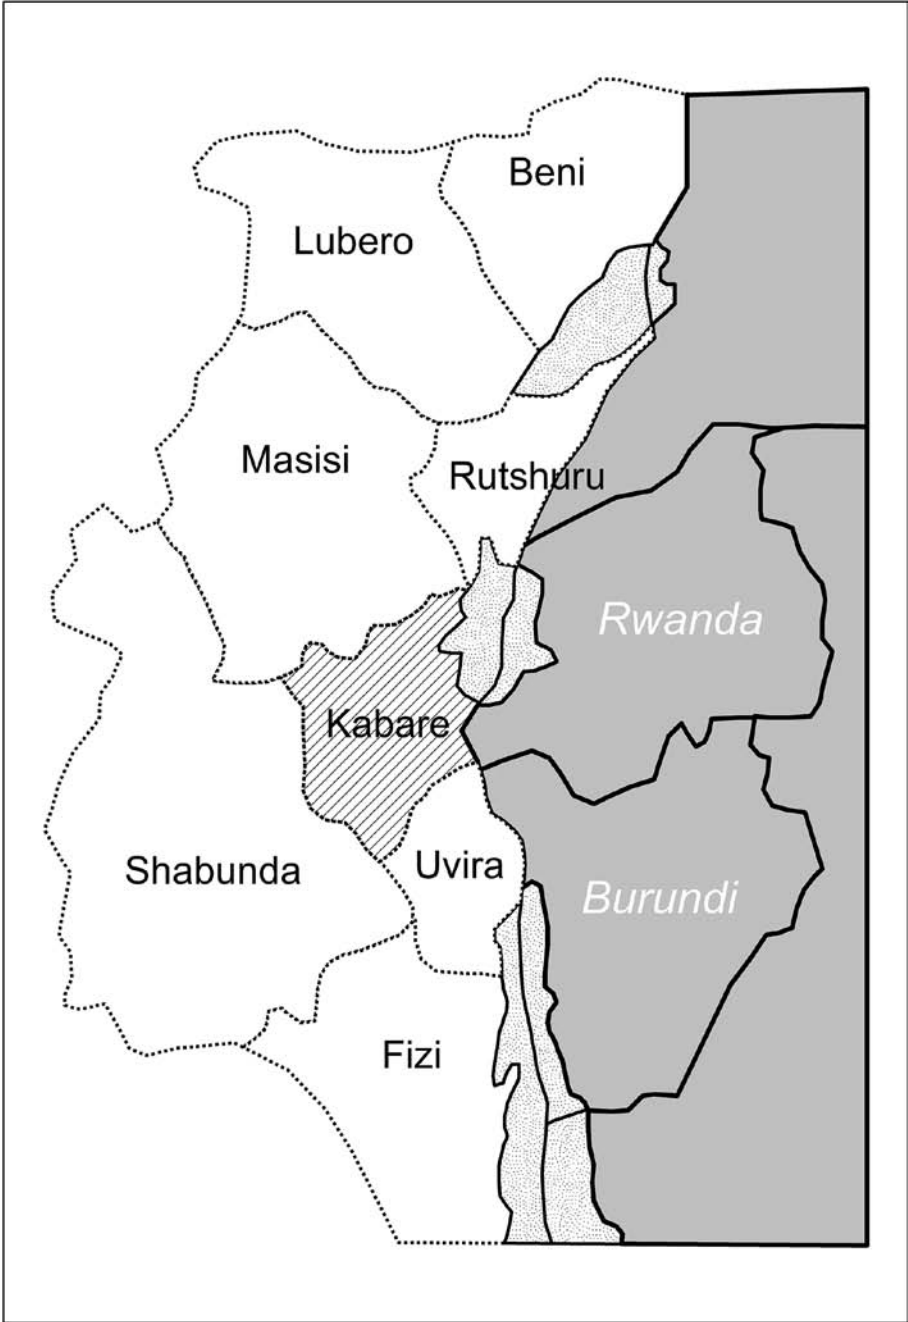 Beni
Lubero
Masisi
Rutshuru
Rwanda
Kabare
Shabunda
Uvira
Burundi
Fizi